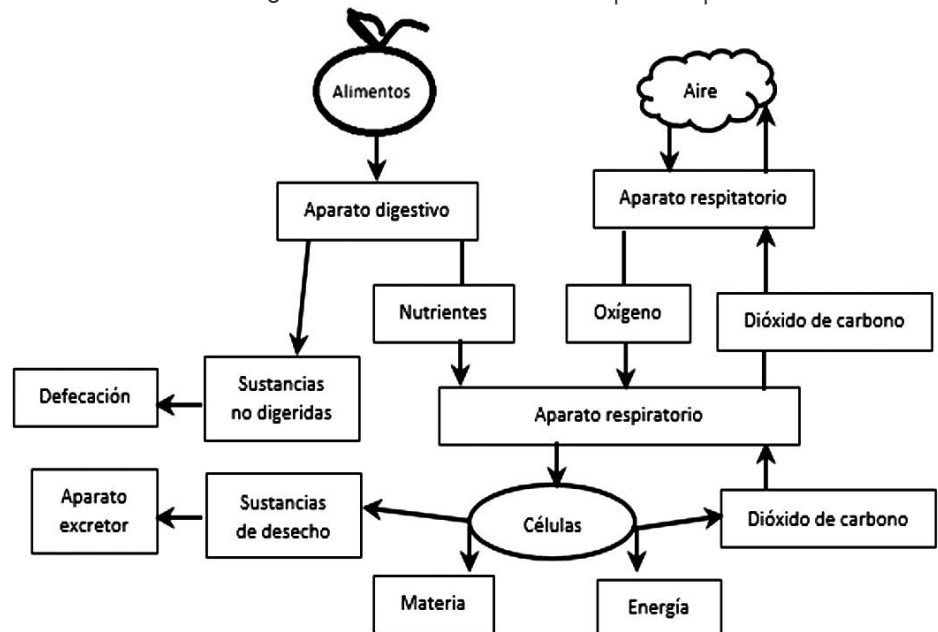 Alimentos
Aire
Aparato digestivo
Aparato respitatorio
Nutrientes
Oxígeno
Dióxido de carbono
Defecación
Sustancias
no digeridas
Aparato respiratorio
Aparato
excretor
Sustancias
de desecho
Células
Dióxido de carbono
Materia
Energía